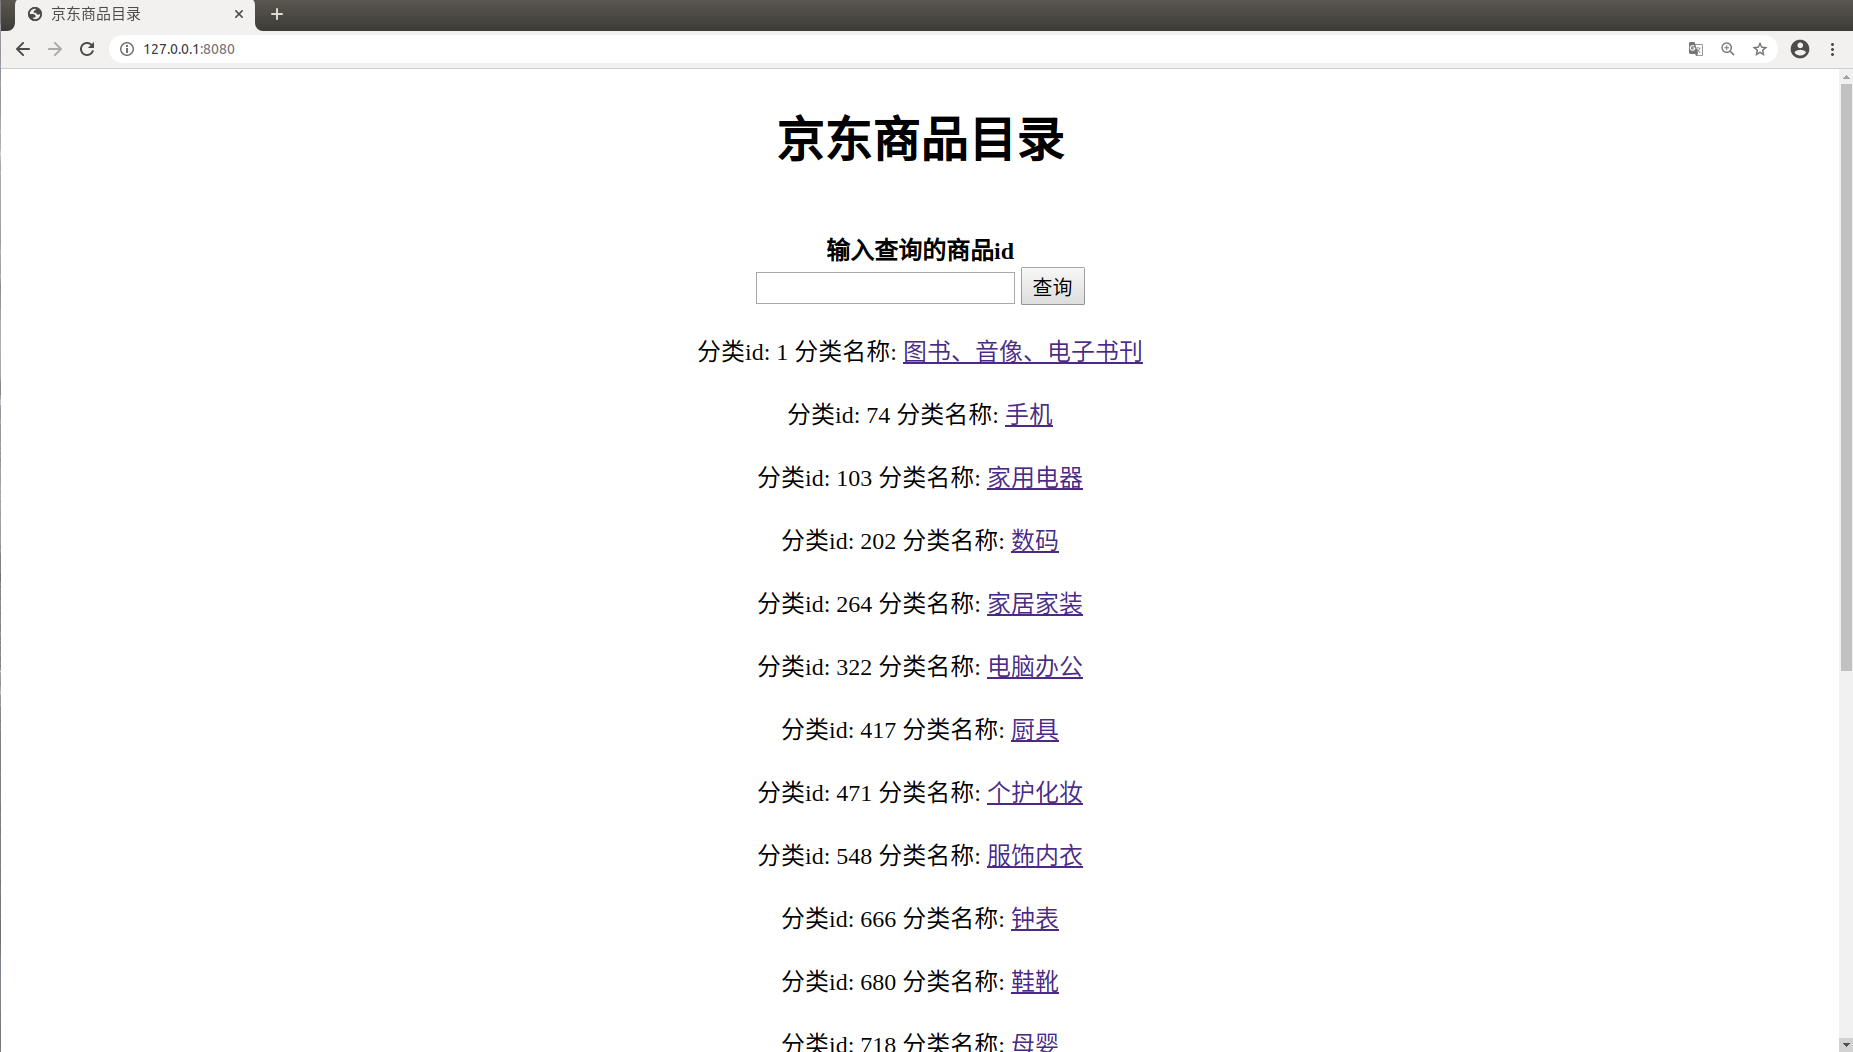 京东商品目录
127.0.0.1:8080
京东商品目录
输入查询的商品id
查询
分类id: 1 分类名称: 图书、音像、电子书刊
分类id: 74 分类名称: 手机
分类id: 103 分类名称: 家用电器
分类id: 202 分类名称: 数码
分类id: 264 分类名称: 家居家装
分类id: 322 分类名称: 电脑办公
分类id: 417 分类名称: 厨具
分类id: 471 分类名称: 个护化妆
分类id: 548 分类名称: 服饰内衣
分类id: 666 分类名称: 钟表
分类id: 680 分类名称: 鞋靴
分类id: 718 分类名称: 母婴